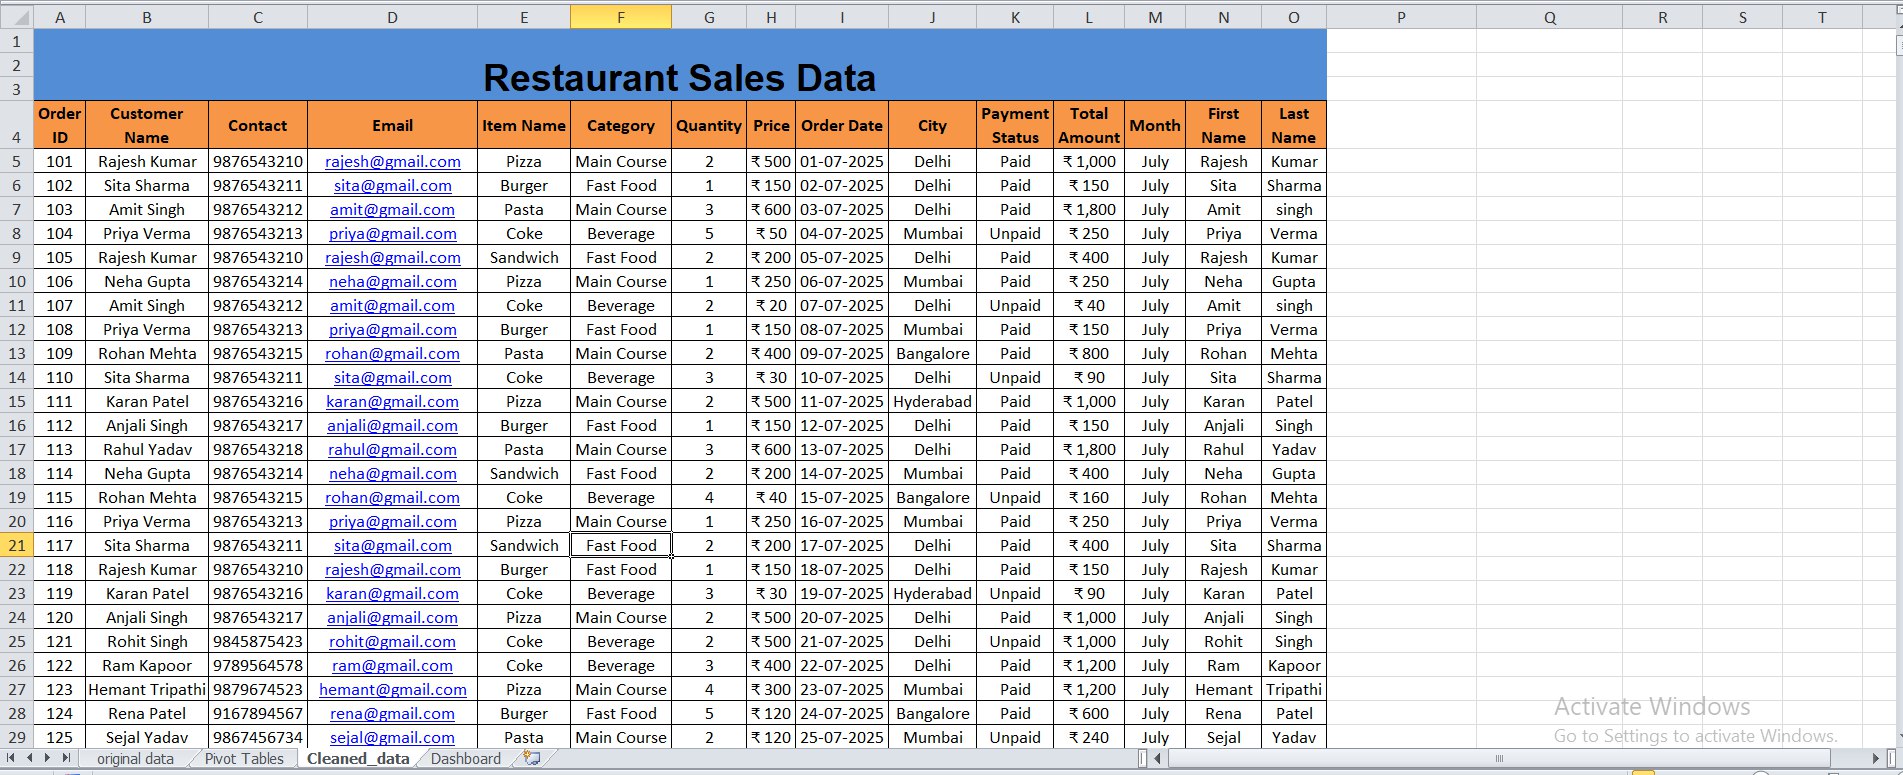 A B C D E F G H I J K L M N O P Q R S T
1
2
3 Restaurant Sales Data
4 Order ID Customer Name Contact Email Item Name Category Quantity Price Order Date City Payment Status Total Amount Month First Name Last Name
5 101 Rajesh Kumar 9876543210 rajesh@gmail.com Pizza Main Course 2 ₹ 500 01-07-2025 Delhi Paid ₹ 1,000 July Rajesh Kumar
6 102 Sita Sharma 9876543211 sita@gmail.com Burger Fast Food 1 ₹ 150 02-07-2025 Delhi Paid ₹ 150 July Sita Sharma
7 103 Amit Singh 9876543212 amit@gmail.com Pasta Main Course 3 ₹ 600 03-07-2025 Delhi Paid ₹ 1,800 July Amit singh
8 104 Priya Verma 9876543213 priya@gmail.com Coke Beverage 5 ₹ 50 04-07-2025 Mumbai Unpaid ₹ 250 July Priya Verma
9 105 Rajesh Kumar 9876543210 rajesh@gmail.com Sandwich Fast Food 2 ₹ 200 05-07-2025 Delhi Paid ₹ 400 July Rajesh Kumar
10 106 Neha Gupta 9876543214 neha@gmail.com Pizza Main Course 1 ₹ 250 06-07-2025 Mumbai Paid ₹ 250 July Neha Gupta
11 107 Amit Singh 9876543212 amit@gmail.com Coke Beverage 2 ₹ 20 07-07-2025 Delhi Unpaid ₹ 40 July Amit singh
12 108 Priya Verma 9876543213 priya@gmail.com Burger Fast Food 1 ₹ 150 08-07-2025 Mumbai Paid ₹ 150 July Priya Verma
13 109 Rohan Mehta 9876543215 rohan@gmail.com Pasta Main Course 2 ₹ 400 09-07-2025 Bangalore Paid ₹ 800 July Rohan Mehta
14 110 Sita Sharma 9876543211 sita@gmail.com Coke Beverage 3 ₹ 30 10-07-2025 Delhi Unpaid ₹ 90 July Sita Sharma
15 111 Karan Patel 9876543216 karan@gmail.com Pizza Main Course 2 ₹ 500 11-07-2025 Hyderabad Paid ₹ 1,000 July Karan Patel
16 112 Anjali Singh 9876543217 anjali@gmail.com Burger Fast Food 1 ₹ 150 12-07-2025 Delhi Paid ₹ 150 July Anjali Singh
17 113 Rahul Yadav 9876543218 rahul@gmail.com Pasta Main Course 3 ₹ 600 13-07-2025 Delhi Paid ₹ 1,800 July Rahul Yadav
18 114 Neha Gupta 9876543214 neha@gmail.com Sandwich Fast Food 2 ₹ 200 14-07-2025 Mumbai Paid ₹ 400 July Neha Gupta
19 115 Rohan Mehta 9876543215 rohan@gmail.com Coke Beverage 4 ₹ 40 15-07-2025 Bangalore Unpaid ₹ 160 July Rohan Mehta
20 116 Priya Verma 9876543213 priya@gmail.com Pizza Main Course 1 ₹ 250 16-07-2025 Mumbai Paid ₹ 250 July Priya Verma
21 117 Sita Sharma 9876543211 sita@gmail.com Sandwich Fast Food 2 ₹ 200 17-07-2025 Delhi Paid ₹ 400 July Sita Sharma
22 118 Rajesh Kumar 9876543210 rajesh@gmail.com Burger Fast Food 1 ₹ 150 18-07-2025 Delhi Paid ₹ 150 July Rajesh Kumar
23 119 Karan Patel 9876543216 karan@gmail.com Coke Beverage 3 ₹ 30 19-07-2025 Hyderabad Unpaid ₹ 90 July Karan Patel
24 120 Anjali Singh 9876543217 anjali@gmail.com Pizza Main Course 2 ₹ 500 20-07-2025 Delhi Paid ₹ 1,000 July Anjali Singh
25 121 Rohit Singh 9845875423 rohit@gmail.com Coke Beverage 2 ₹ 500 21-07-2025 Delhi Unpaid ₹ 1,000 July Rohit Singh
26 122 Ram Kapoor 9789564578 ram@gmail.com Coke Beverage 3 ₹ 400 22-07-2025 Delhi Paid ₹ 1,200 July Ram Kapoor
27 123 Hemant Tripathi 9879674523 hemant@gmail.com Pizza Main Course 4 ₹ 300 23-07-2025 Mumbai Paid ₹ 1,200 July Hemant Tripathi
28 124 Rena Patel 9167894567 rena@gmail.com Burger Fast Food 5 ₹ 120 24-07-2025 Bangalore Paid ₹ 600 July Rena Patel
29 125 Sejal Yadav 9867456734 sejal@gmail.com Pasta Main Course 2 ₹ 120 25-07-2025 Mumbai Unpaid ₹ 240 July Sejal Yadav
Activate Windows
Go to Settings to activate Windows.
original data Pivot Tables Cleaned_data Dashboard